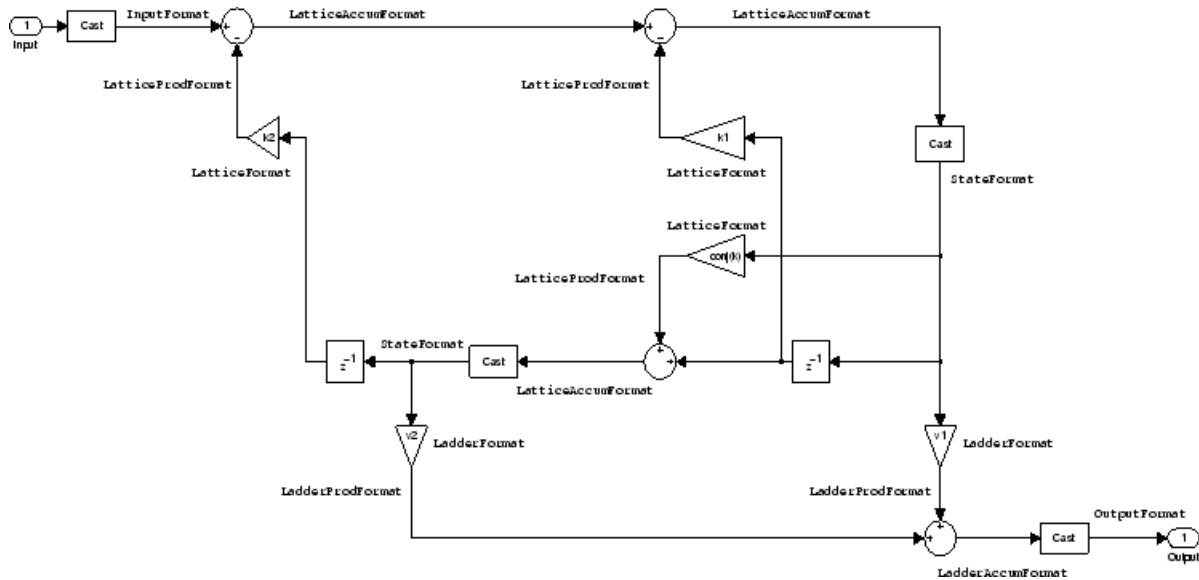 InputFormat
LatticeAccumFormat
LatticeAccumFormat
1
Input
Cast
+
-
+
-
LatticeProdFormat
LatticeProdFormat
k2
k1
Cast
LatticeFormat
LatticeFormat
StateFormat
LatticeFormat
conj(k)
LatticeProdFormat
StateFormat
z-1
Cast
+
+
z-1
LatticeAccumFormat
v2
LadderFormat
v1
LadderFormat
LadderProdFormat
LadderProdFormat
OutputFormat
+
+
Cast
1
Output
LadderAccumFormat